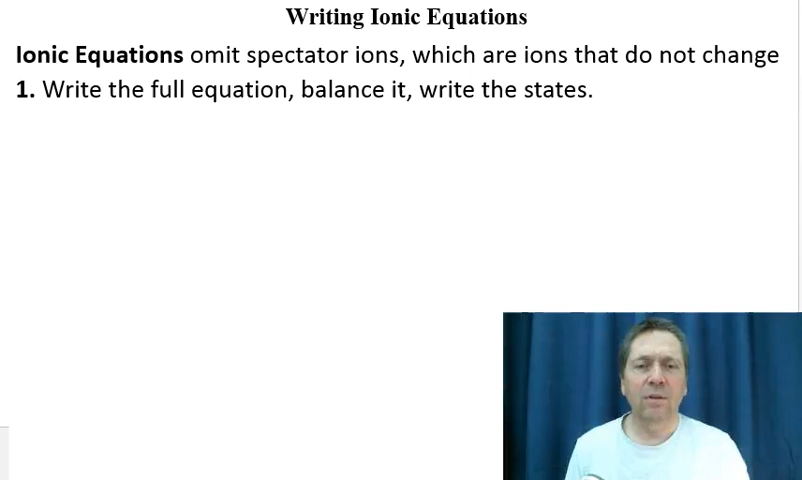 Writing Ionic Equations
Ionic Equations omit spectator ions, which are ions that do not change
1. Write the full equation, balance it, write the states.